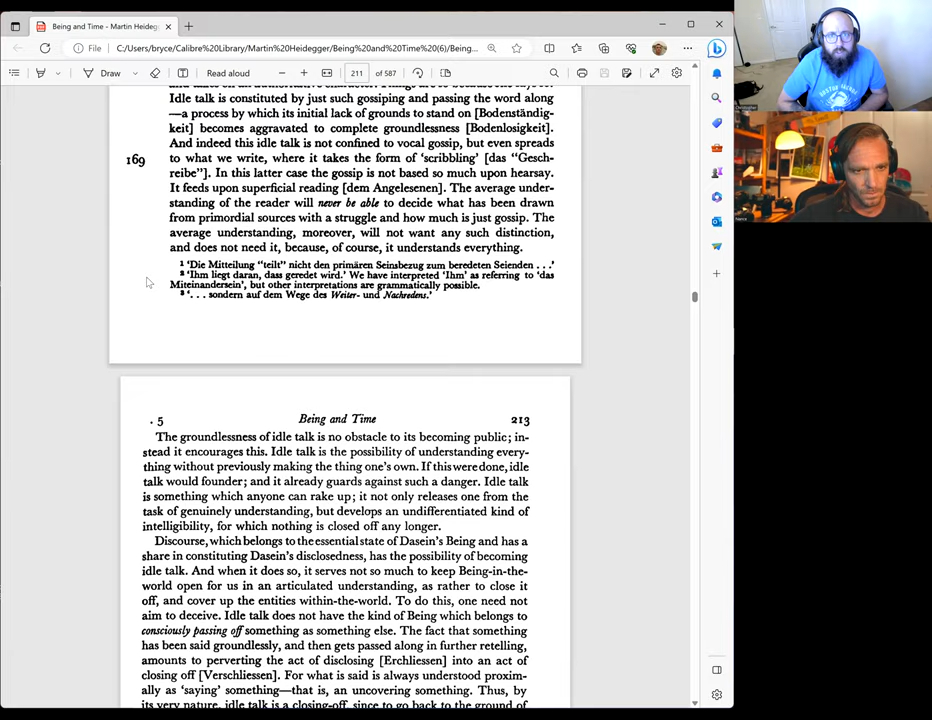 Being and Time - Martin Heideg
File
C:/Users/bryce/Calibre%20Library/Martin%20Heidegger/Being%20and%20Time%20(6)/Being...
Draw
Read aloud
211 of 587
Idle talk is constituted by just such gossiping and passing the word along
—a process by which its initial lack of grounds to stand on [Bodenständig-
keit] becomes aggravated to complete groundlessness [Bodenlosigkeit].
And indeed this idle talk is not confined to vocal gossip, but even spreads
169 to what we write, where it takes the form of ‘scribbling’ [das “Gesch-
reibe”]. In this latter case the gossip is not based so much upon hearsay.
It feeds upon superficial reading [dem Angelesenen]. The average under-
standing of the reader will never be able to decide what has been drawn
from primordial sources with a struggle and how much is just gossip. The
average understanding, moreover, will not want any such distinction,
and does not need it, because, of course, it understands everything.
¹ ‘Die Mitteilung “teilt” nicht den primären Seinsbezug zum beredeten Seienden . . .’
² ‘Ihm liegt daran, dass geredet wird.’ We have interpreted ‘Ihm’ as referring to ‘das
Miteinandersein’, but other interpretations are grammatically possible.
³ ‘. . . sondern auf dem Wege des Weiter- und Nachredens.’
. 5 Being and Time 213
The groundlessness of idle talk is no obstacle to its becoming public; in-
stead it encourages this. Idle talk is the possibility of understanding every-
thing without previously making the thing one’s own. If this were done, idle
talk would founder; and it already guards against such a danger. Idle talk
is something which anyone can rake up; it not only releases one from the
task of genuinely understanding, but develops an undifferentiated kind of
intelligibility, for which nothing is closed off any longer.
Discourse, which belongs to the essential state of Dasein’s Being and has a
share in constituting Dasein’s disclosedness, has the possibility of becoming
idle talk. And when it does so, it serves not so much to keep Being-in-the-
world open for us in an articulated understanding, as rather to close it
off, and cover up the entities within-the-world. To do this, one need not
aim to deceive. Idle talk does not have the kind of Being which belongs to
consciously passing off something as something else. The fact that something
has been said groundlessly, and then gets passed along in further retelling,
amounts to perverting the act of disclosing [Erchliessen] into an act of
closing off [Verschliessen]. For what is said is always understood proxim-
ally as ‘saying’ something—that is, an uncovering something. Thus, by
its very nature, idle talk is a closing-off, since to go back to the ground of